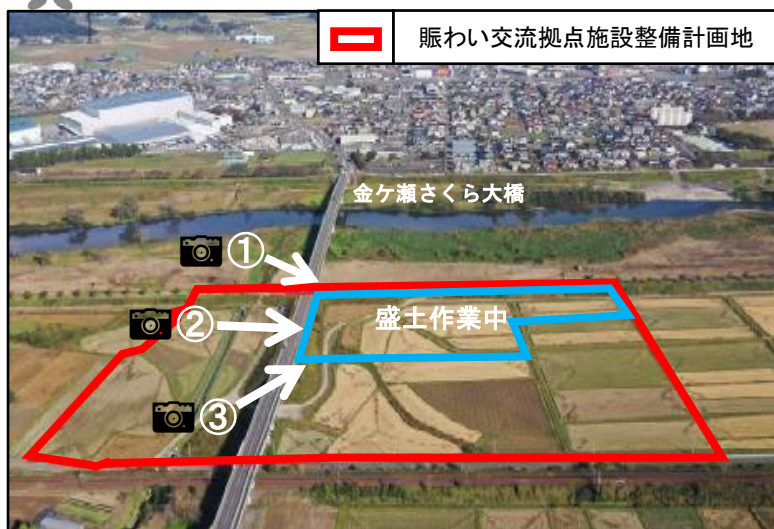 賑わい交流拠点施設整備計画地
金ケ瀬さくら大橋
①
②
盛土作業中
③